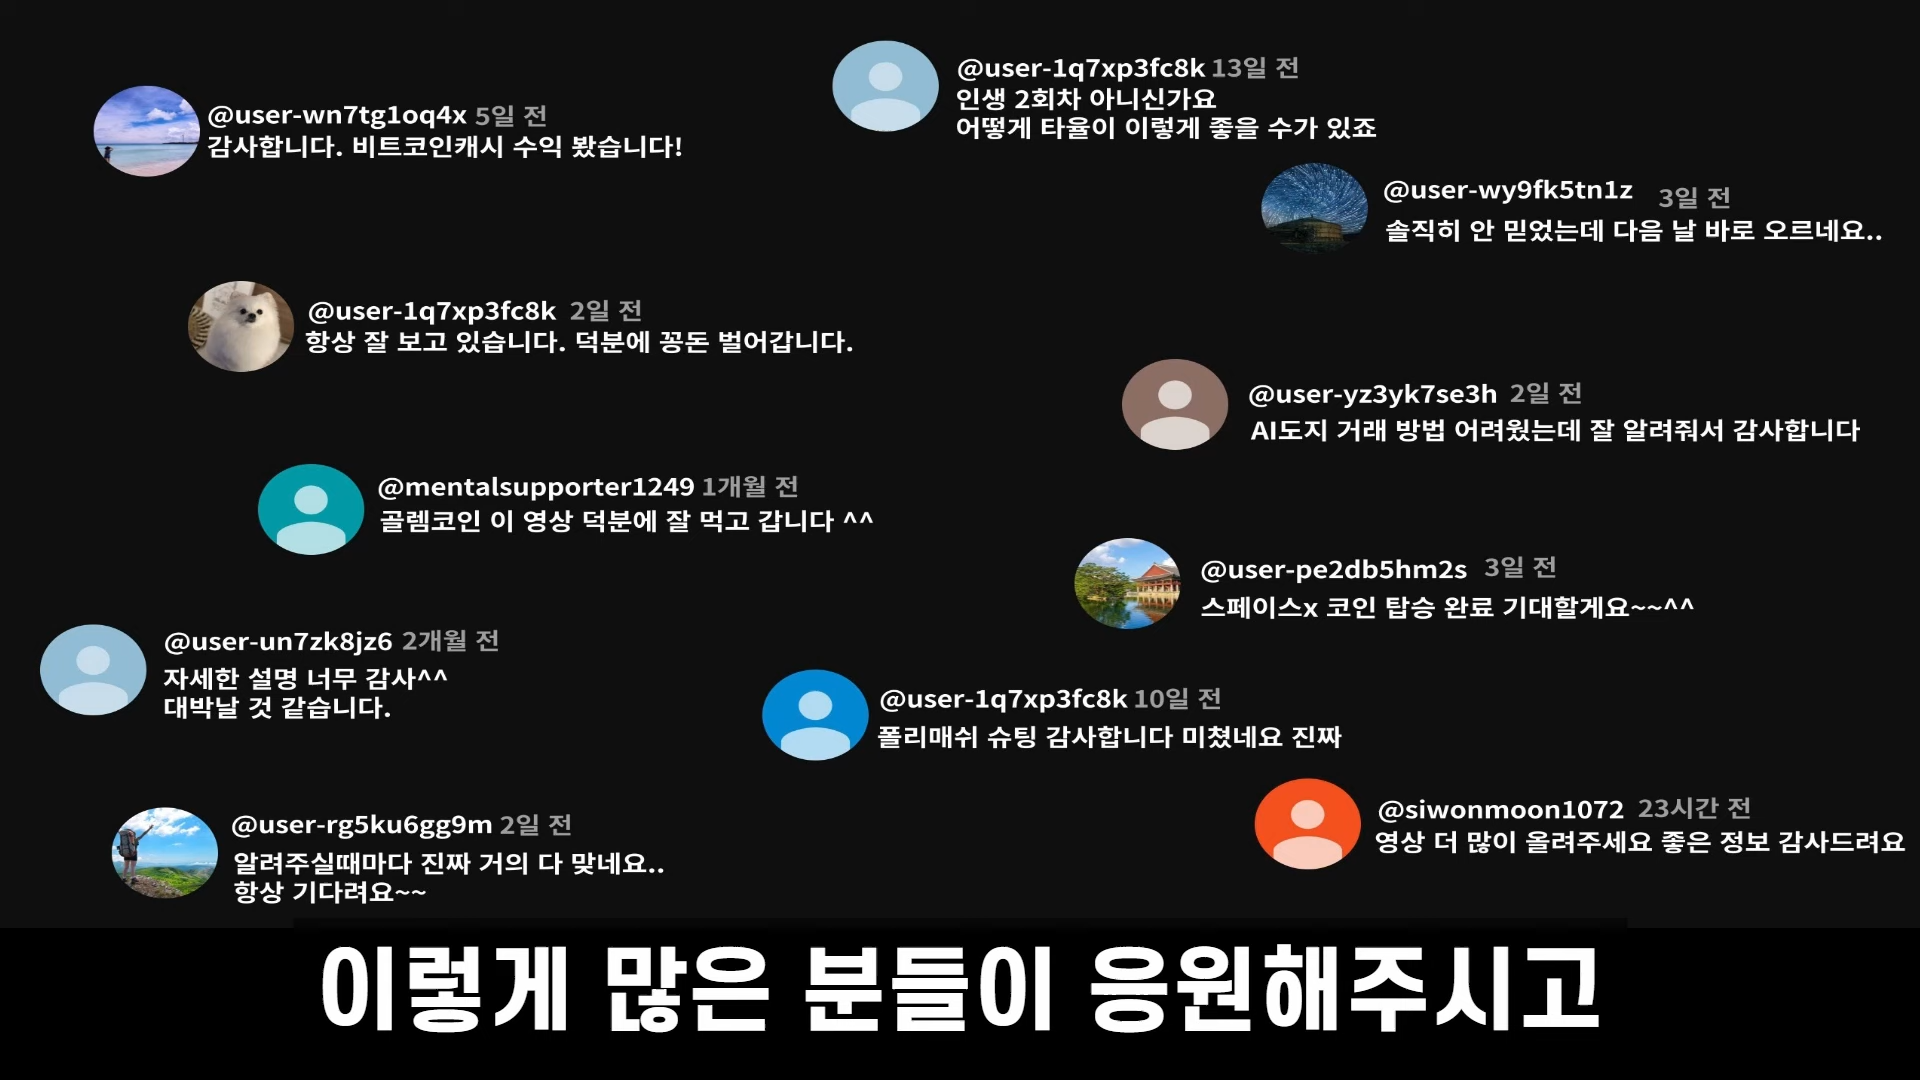 @user-wn7tg1oq4x 5일 전
감사합니다. 비트코인캐시 수익 봤습니다!
@user-1q7xp3fc8k 13일 전
인생 2회차 아니신가요
어떻게 타율이 이렇게 좋을 수가 있죠
@user-wy9fk5tn1z 3일 전
솔직히 안 믿었는데 다음 날 바로 오르네요..
@user-1q7xp3fc8k 2일 전
항상 잘 보고 있습니다. 덕분에 꽁돈 벌어갑니다.
@user-yz3yk7se3h 2일 전
AI도지 거래 방법 어려웠는데 잘 알려줘서 감사합니다
@mentalsupporter1249 1개월 전
골렘코인 이 영상 덕분에 잘 먹고 갑니다 ^^
@user-pe2db5hm2s 3일 전
스페이스x 코인 탑승 완료 기대할게요~~^^
@user-un7zk8jz6 2개월 전
자세한 설명 너무 감사^^
대박날 것 같습니다.
@user-1q7xp3fc8k 10일 전
폴리매쉬 슈팅 감사합니다 미쳤네요 진짜
@user-rg5ku6gg9m 2일 전
알려주실때마다 진짜 거의 다 맞네요..
항상 기다려요~~
@siwonmoon1072 23시간 전
영상 더 많이 올려주세요 좋은 정보 감사드려요
이렇게 많은 분들이 응원해주시고